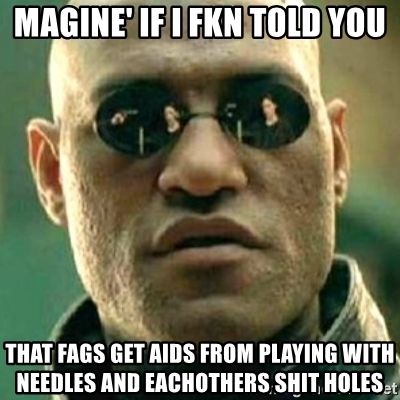 MAGINE' IF I FKN TOLD YOU
THAT FAGS GET AIDS FROM PLAYING WITH
NEEDLES AND EACHOTHERS SHIT HOLES